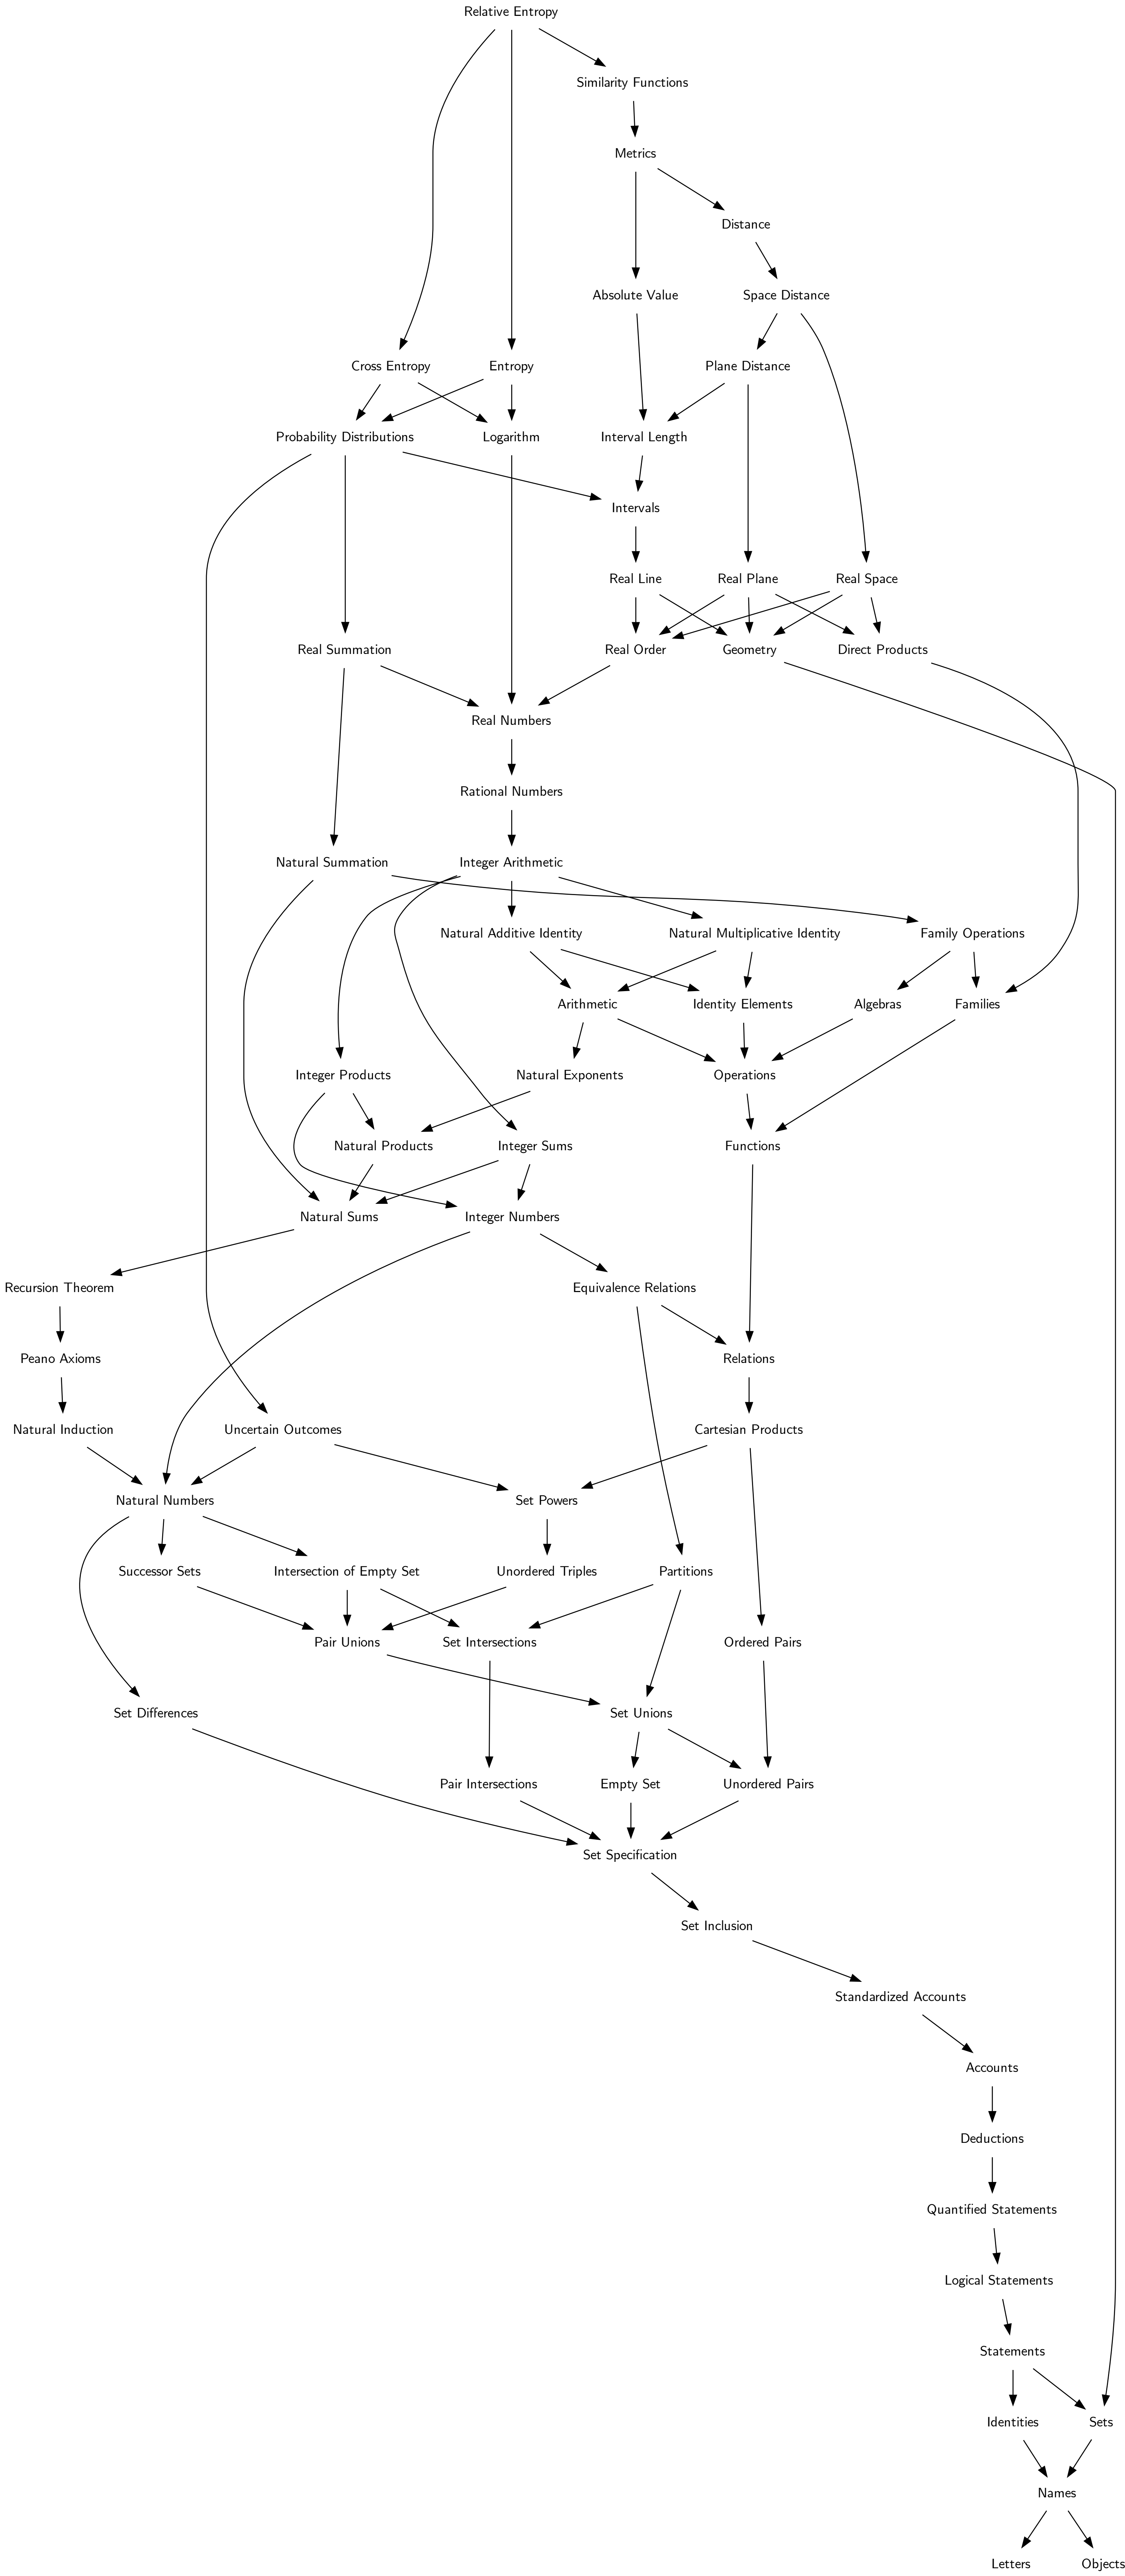 Relative Entropy
Similarity Functions
Metrics
Distance
Absolute Value
Space Distance
Cross Entropy
Entropy
Plane Distance
Probability Distributions
Logarithm
Interval Length
Intervals
Real Line
Real Plane
Real Space
Real Summation
Real Order
Geometry
Direct Products
Real Numbers
Rational Numbers
Natural Summation
Integer Arithmetic
Natural Additive Identity
Natural Multiplicative Identity
Family Operations
Arithmetic
Identity Elements
Algebras
Families
Integer Products
Natural Exponents
Operations
Natural Products
Integer Sums
Functions
Natural Sums
Integer Numbers
Recursion Theorem
Equivalence Relations
Peano Axioms
Relations
Natural Induction
Uncertain Outcomes
Cartesian Products
Natural Numbers
Set Powers
Successor Sets
Intersection of Empty Set
Unordered Triples
Partitions
Pair Unions
Set Intersections
Ordered Pairs
Set Differences
Set Unions
Pair Intersections
Empty Set
Unordered Pairs
Set Specification
Set Inclusion
Standardized Accounts
Accounts
Deductions
Quantified Statements
Logical Statements
Statements
Identities
Sets
Names
Letters
Objects